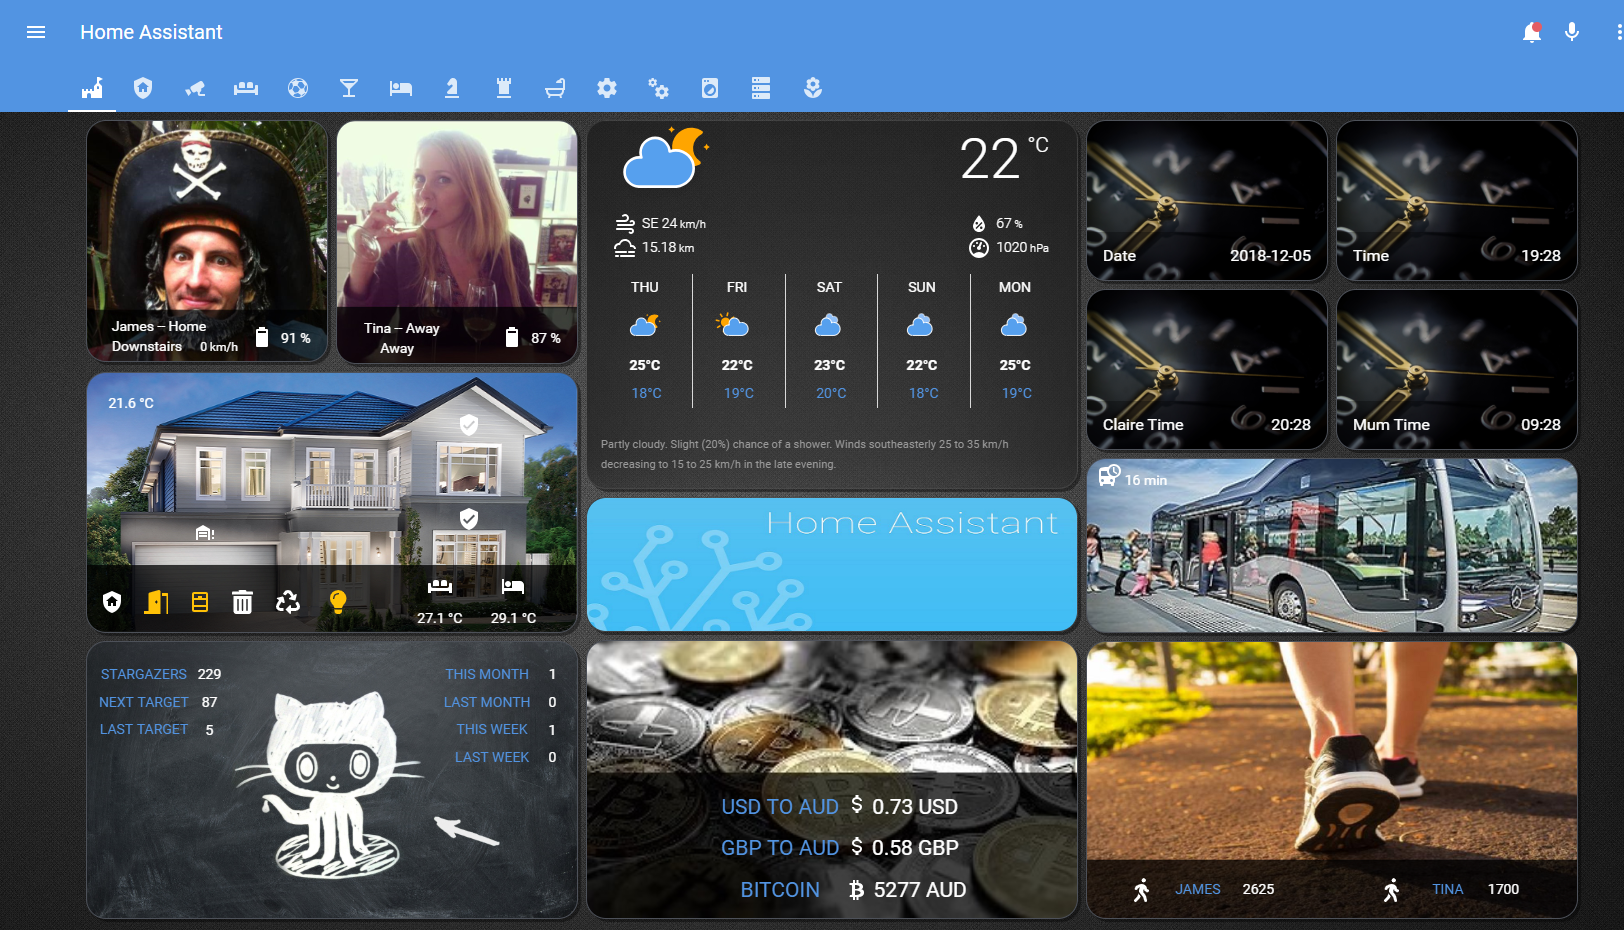 Home Assistant
James – Home
Downstairs 0 km/h
91 %
Tina – Away
Away
87 %
22 °C
SE 24 km/h
15.18 km
67 %
1020 hPa
THU FRI SAT SUN MON
25°C 22°C 23°C 22°C 25°C
18°C 19°C 20°C 18°C 19°C
Partly cloudy. Slight (20%) chance of a shower. Winds southeasterly 25 to 35 km/h
decreasing to 15 to 25 km/h in the late evening.
Date 2018-12-05
Time 19:28
Claire Time 20:28
Mum Time 09:28
21.6 °C
27.1 °C 29.1 °C
Home Assistant
16 min
STARGAZERS 229
NEXT TARGET 87
LAST TARGET 5
THIS MONTH 1
LAST MONTH 0
THIS WEEK 1
LAST WEEK 0
USD TO AUD $ 0.73 USD
GBP TO AUD $ 0.58 GBP
BITCOIN 5277 AUD
JAMES 2625
TINA 1700